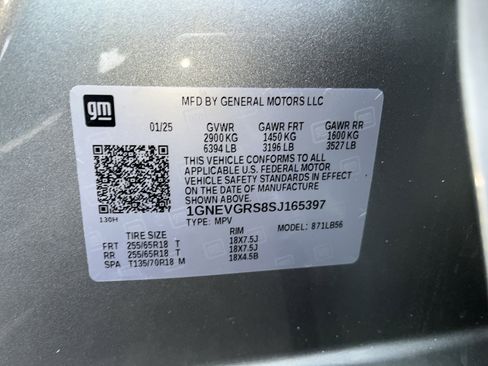 gm
MFD BY GENERAL MOTORS LLC
01/25 GVWR GAWR FRT GAWR RR
2900 KG 1450 KG 1600 KG
6394 LB 3196 LB 3527 LB
THIS VEHICLE CONFORMS TO ALL
APPLICABLE U.S. FEDERAL MOTOR
VEHICLE SAFETY STANDARDS IN EFFECT
ON THE DATE OF MANUFACTURE
SHOWN ABOVE.
1GNEVGRS8SJ165397
TYPE: MPV MODEL: 871LB56
136H
TIRE SIZE RIM
FRT 255/65R18 T 18X7.5J
RR 255/65R18 T 18X7.5J
SPA T135/70R18 M 18X4.5B